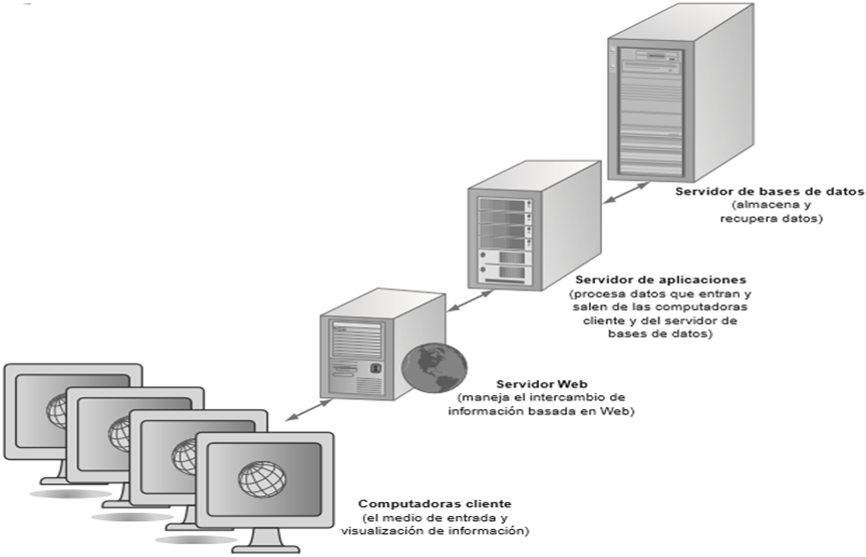 Servidor de bases de datos
(almacena y
recupera datos)
Servidor de aplicaciones
(procesa datos que entran y
salen de las computadoras
cliente y del servidor de
bases de datos)
Servidor Web
(maneja el intercambio de
información basada en Web)
Computadoras cliente
(el medio de entrada y
visualización de información)